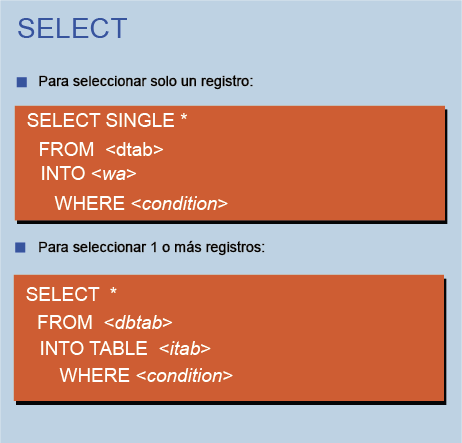 SELECT
Para seleccionar solo un registro:
SELECT SINGLE *
FROM <dtab>
INTO <wa>
WHERE <condition>
Para seleccionar 1 o más registros:
SELECT *
FROM <dbtab>
INTO TABLE <itab>
WHERE <condition>